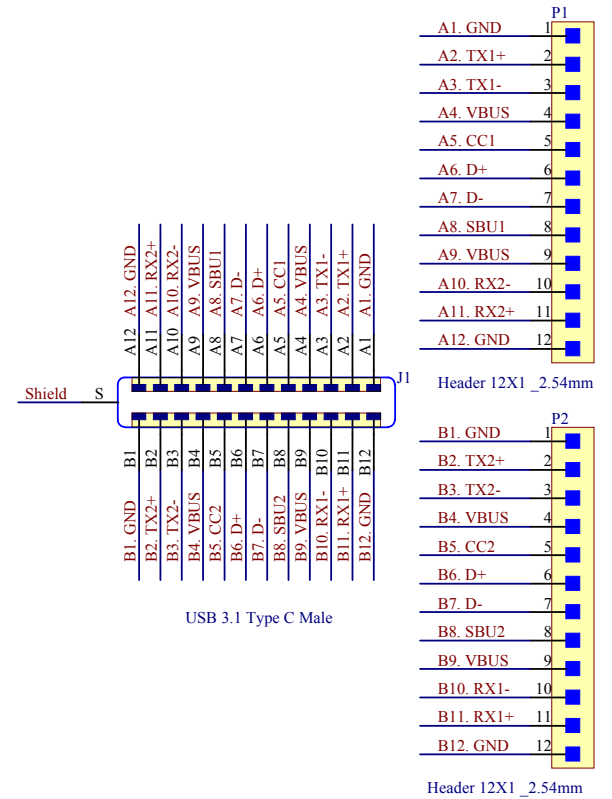 P1
A1. GND 1
A2. TX1+ 2
A3. TX1- 3
A4. VBUS 4
A5. CC1 5
A6. D+ 6
A7. D- 7
A8. SBU1 8
A9. VBUS 9
A10. RX2- 10
A11. RX2+ 11
A12. GND 12
Header 12X1 _2.54mm
A12. GND
A11. RX2+
A10. RX2-
A9. VBUS
A8. SBU1
A7. D-
A6. D+
A5. CC1
A4. VBUS
A3. TX1-
A2. TX1+
A1. GND
A12
A11
A10
A9
A8
A7
A6
A5
A4
A3
A2
A1
J1
Shield S
B1
B2
B3
B4
B5
B6
B7
B8
B9
B10
B11
B12
B1. GND
B2. TX2+
B3. TX2-
B4. VBUS
B5. CC2
B6. D+
B7. D-
B8. SBU2
B9. VBUS
B10. RX1-
B11. RX1+
B12. GND
USB 3.1 Type C Male
P2
B1. GND 1
B2. TX2+ 2
B3. TX2- 3
B4. VBUS 4
B5. CC2 5
B6. D+ 6
B7. D- 7
B8. SBU2 8
B9. VBUS 9
B10. RX1- 10
B11. RX1+ 11
B12. GND 12
Header 12X1 _2.54mm